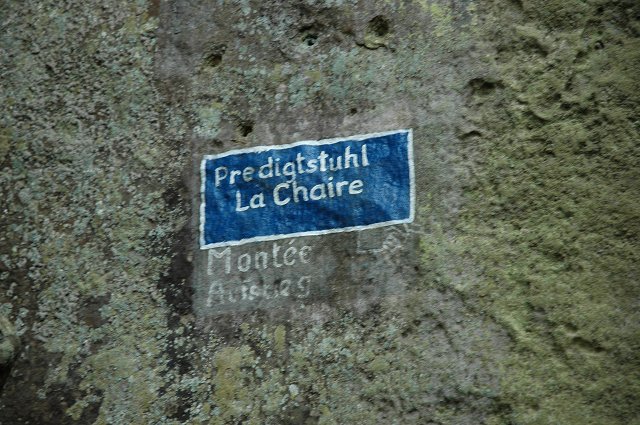 Predigtstuhl
La Chaire
Montée